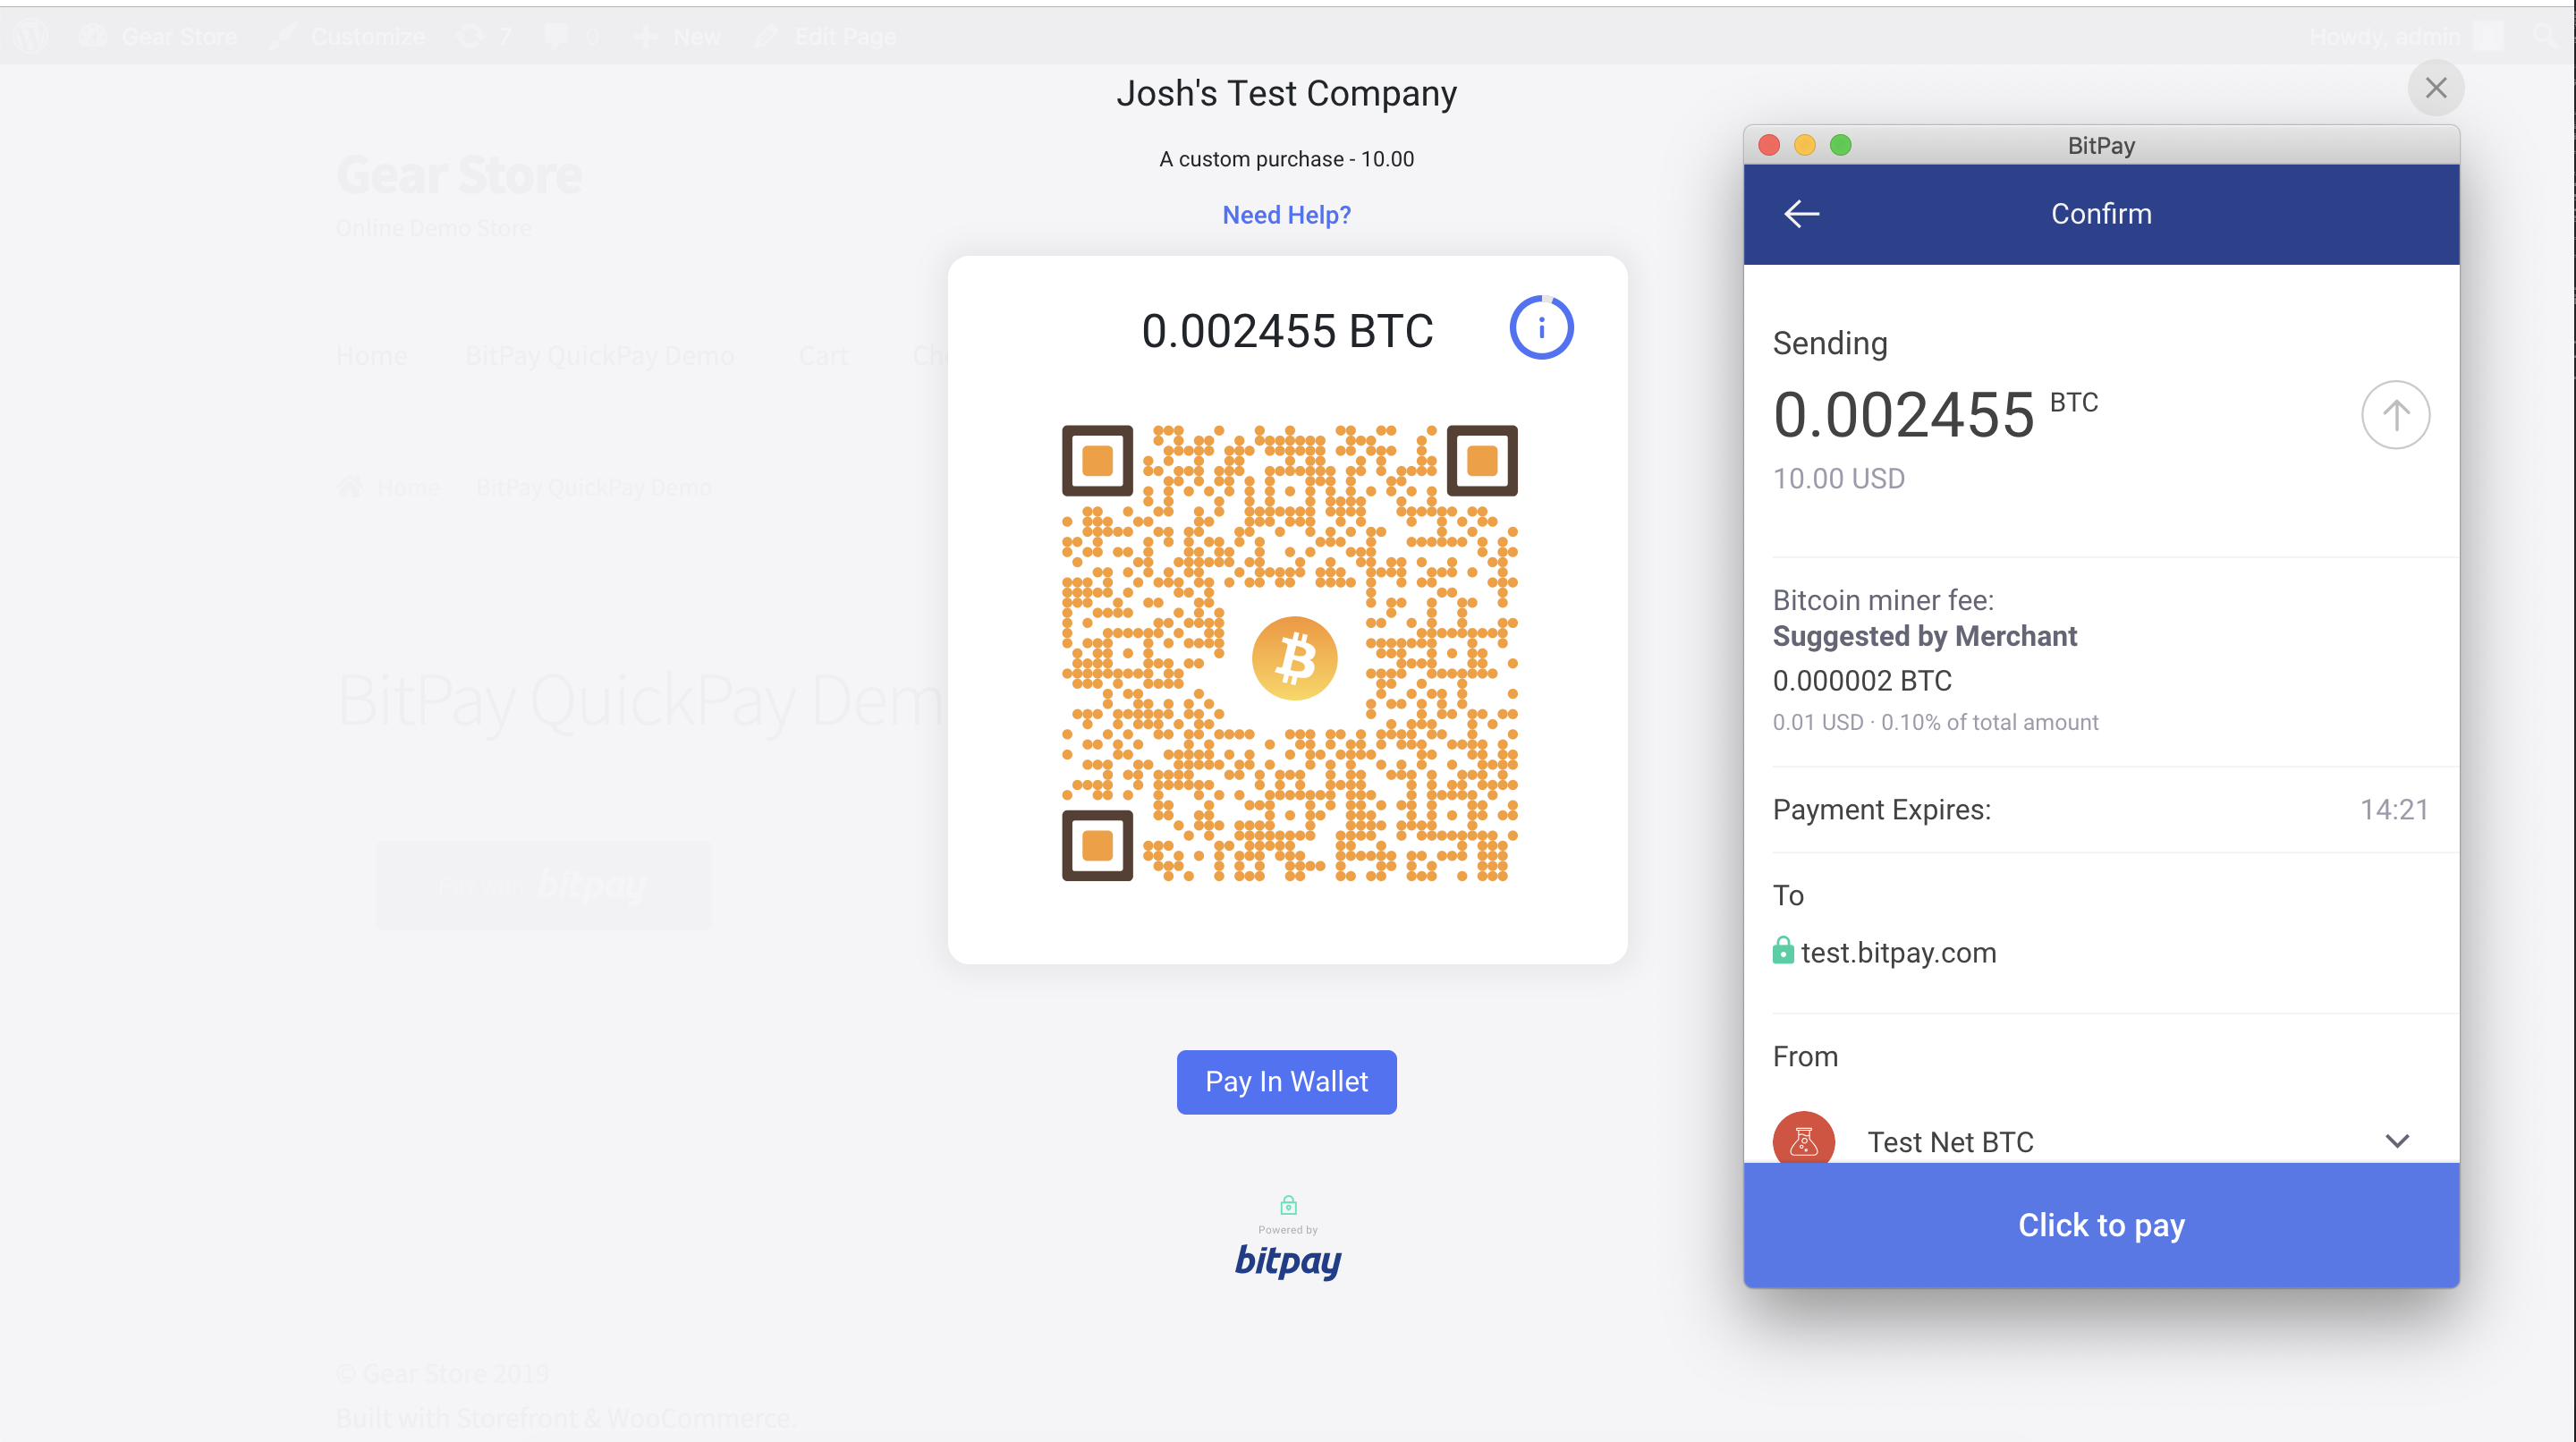 Gear Store
Customize
7
0
New
Edit Page
Howdy, admin
Gear Store
Online Demo Store
Home
BitPay QuickPay Demo
Cart
Home
BitPay QuickPay Demo
BitPay QuickPay Dem
Pay with bitpay
© Gear Store 2019
Built with Storefront & WooCommerce.
Josh's Test Company
A custom purchase - 10.00
Need Help?
0.002455 BTC
Pay In Wallet
Powered by
bitpay
BitPay
Confirm
Sending
0.002455 BTC
10.00 USD
Bitcoin miner fee:
Suggested by Merchant
0.000002 BTC
0.01 USD · 0.10% of total amount
Payment Expires: 14:21
To
test.bitpay.com
From
Test Net BTC
Click to pay